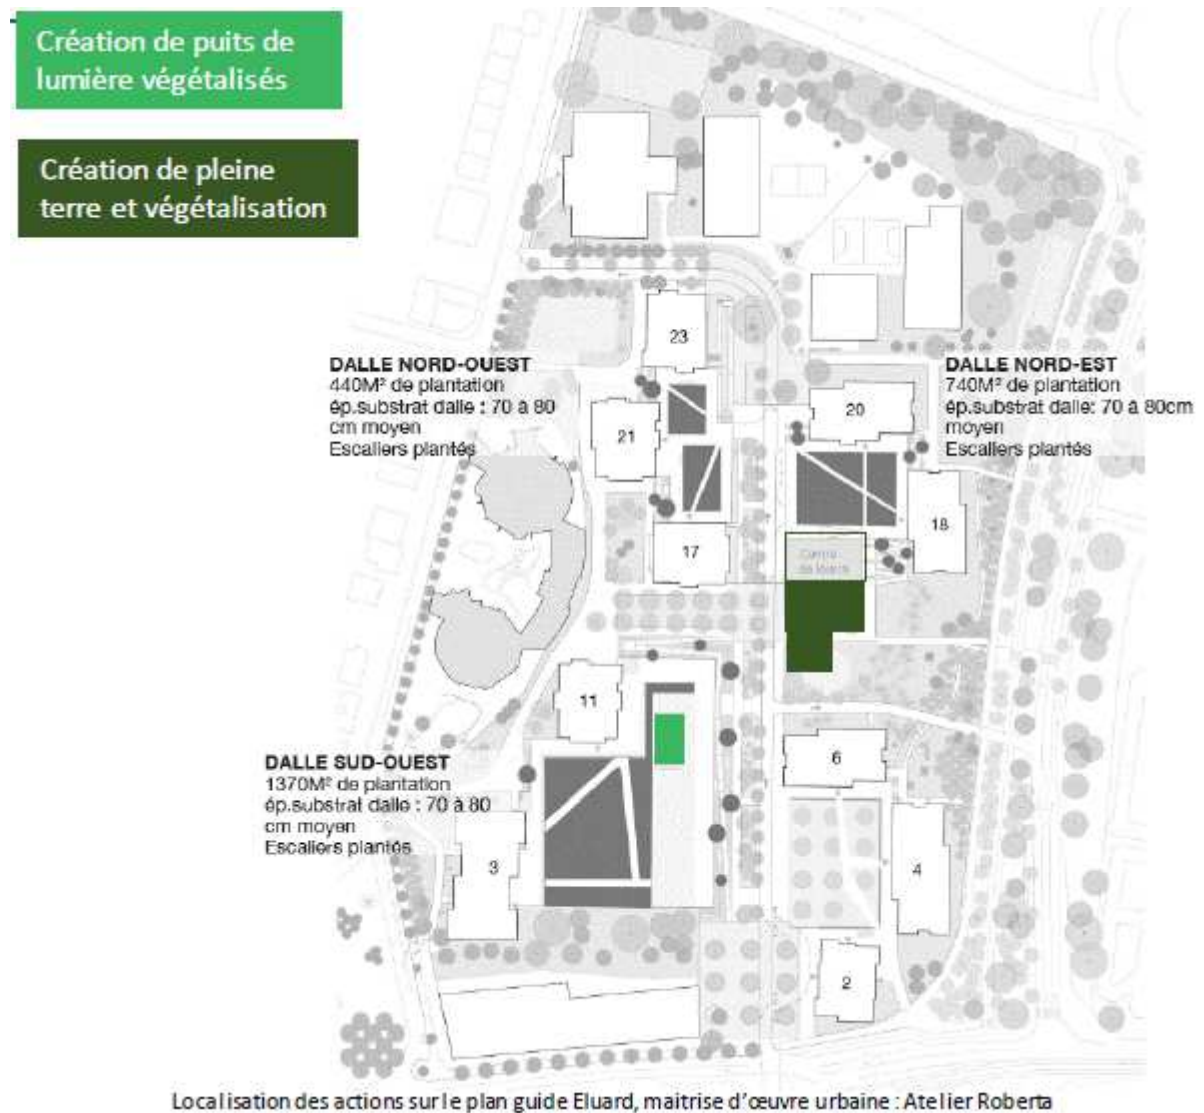 Création de puits de
lumière végétalisés
Création de pleine
terre et végétalisation
DALLE NORD-OUEST
440M² de plantation
ép.substrat dalle : 70 à 80
cm moyen
Escaliers plantés
DALLE NORD-EST
740M² de plantation
ép.substrat dalle: 70 à 80cm
moyen
Escaliers plantés
23
20
21
18
17
11
DALLE SUD-OUEST
1370M² de plantation
ép.substrat dalle : 70 à 80
cm moyen
Escaliers plantés
6
3
4
2
Localisation des actions sur le plan guide Eluard, maitrise d'œuvre urbaine : Atelier Roberta